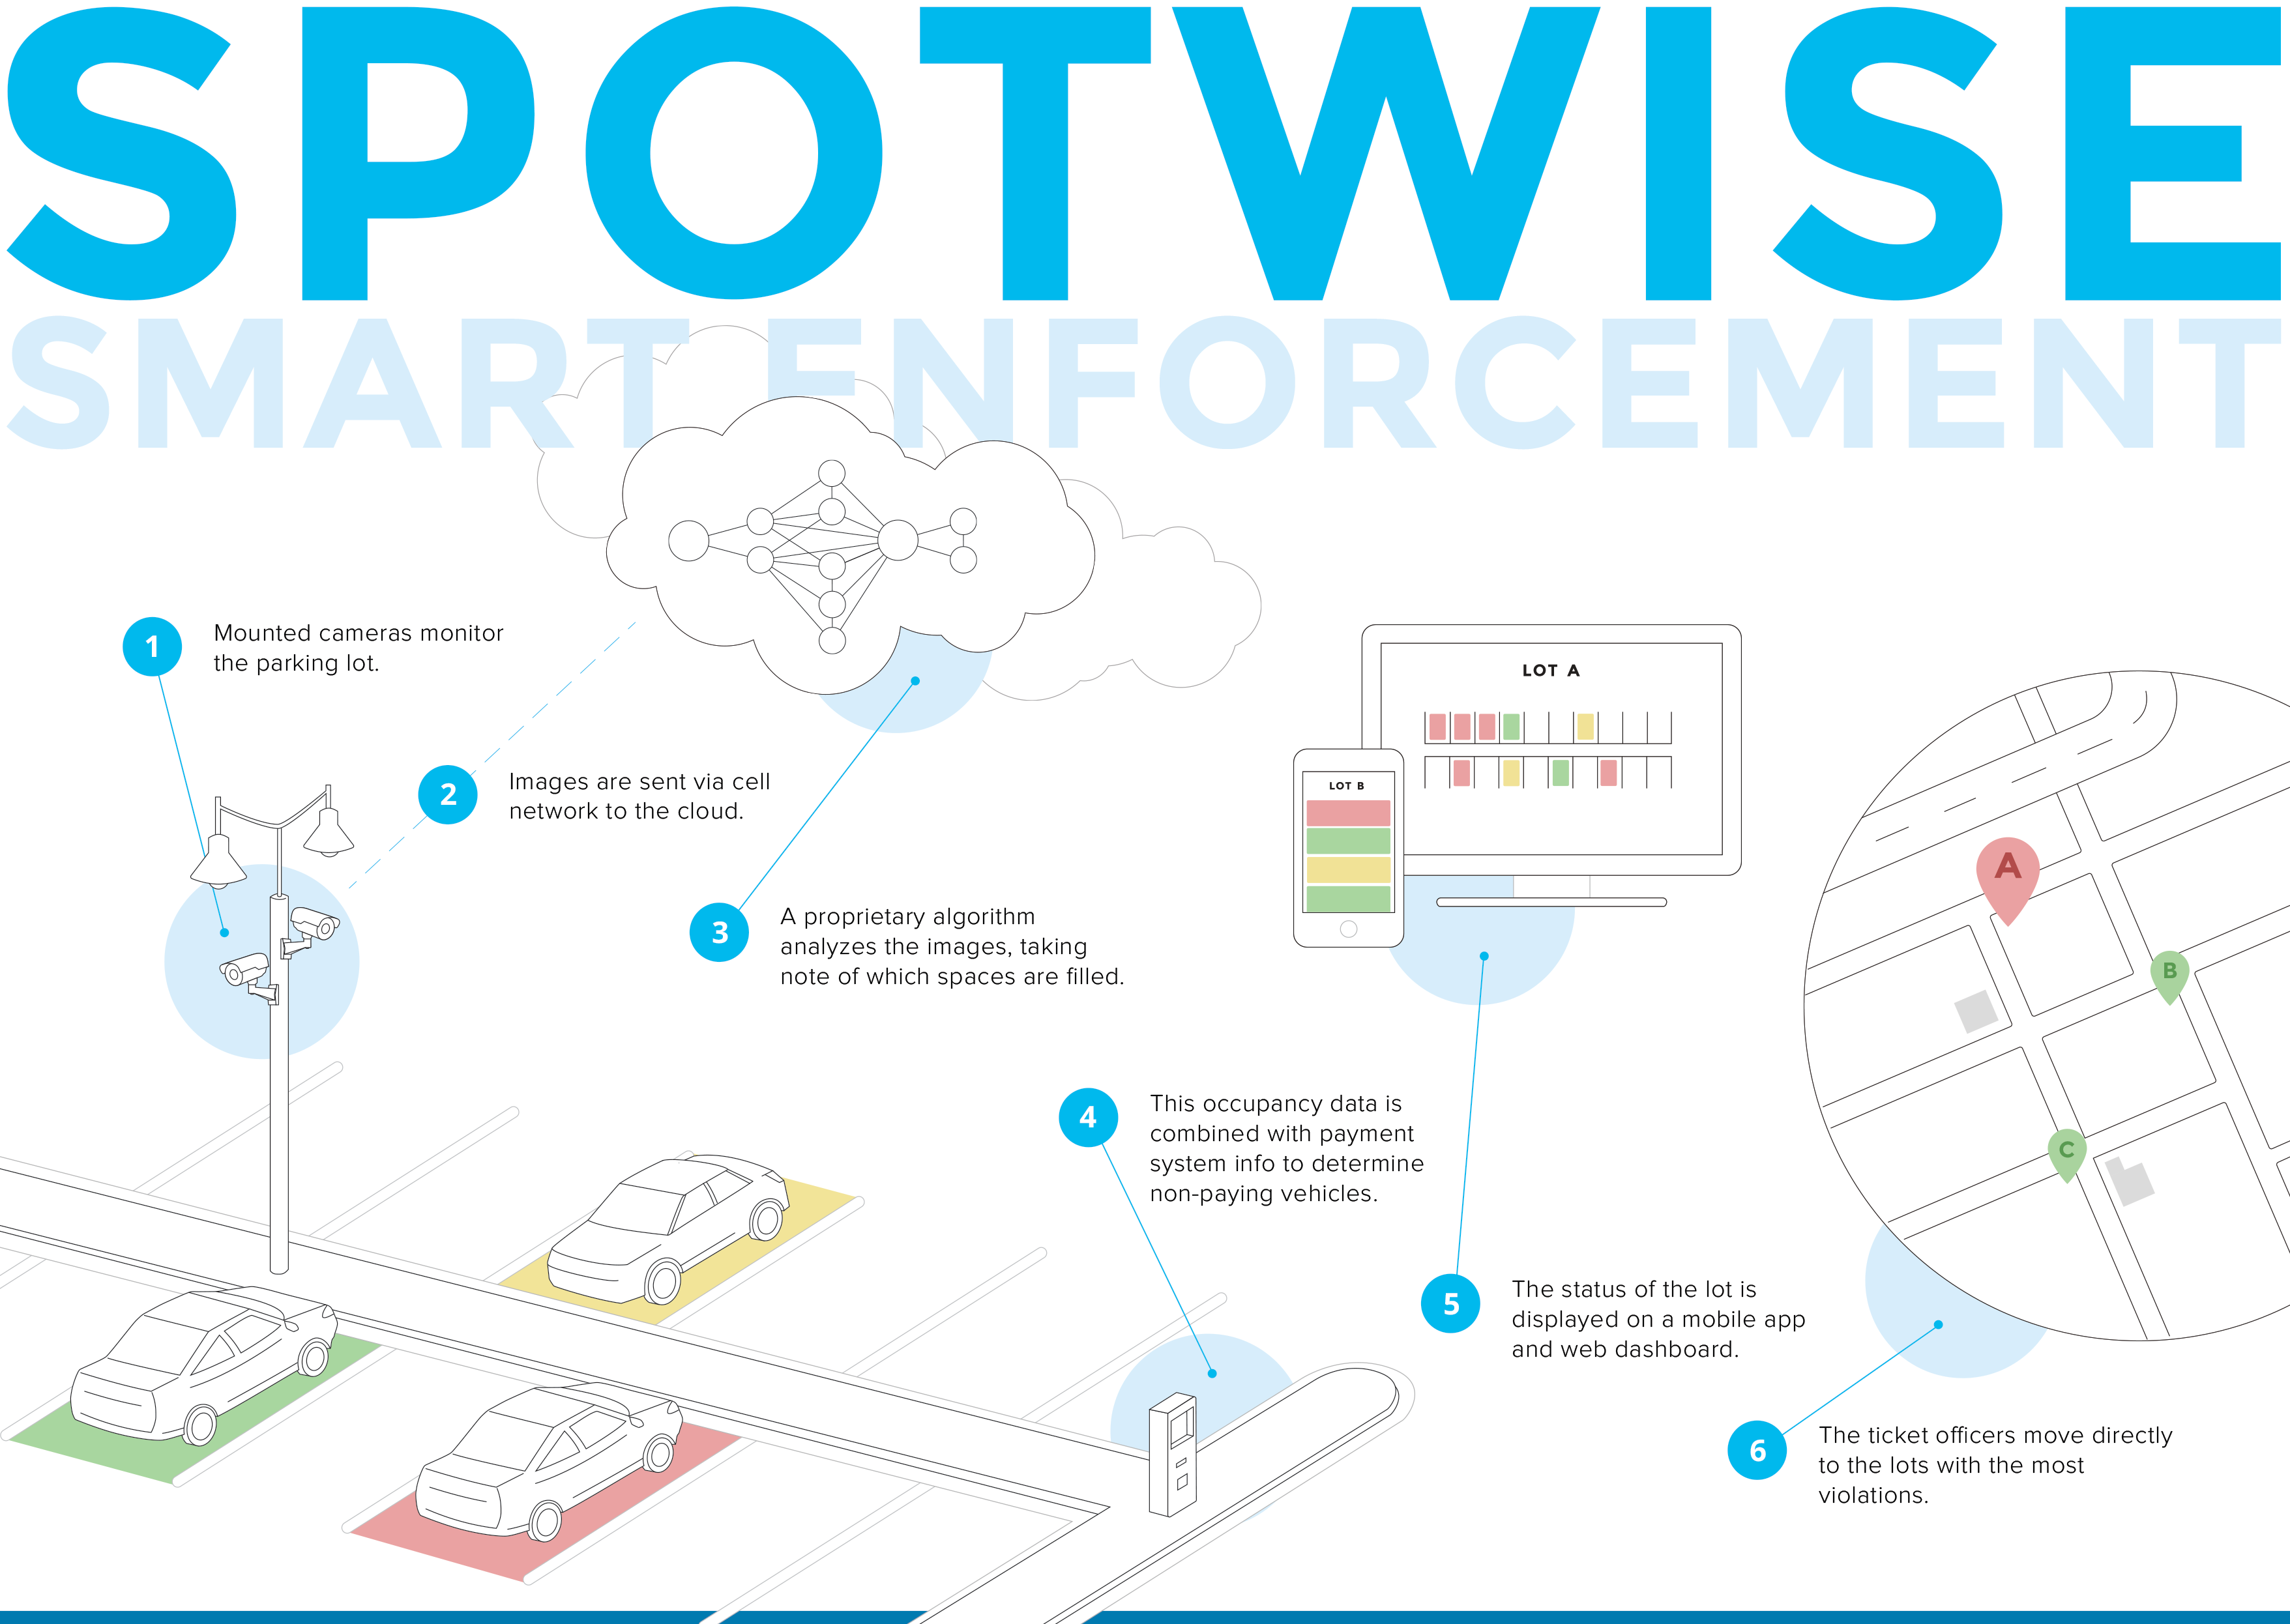 SPOTWISE
SMART ENFORCEMENT
1
Mounted cameras monitor
the parking lot.
2
Images are sent via cell
network to the cloud.
3
A proprietary algorithm
analyzes the images, taking
note of which spaces are filled.
4
This occupancy data is
combined with payment
system info to determine
non-paying vehicles.
LOT A
LOT B
5
The status of the lot is
displayed on a mobile app
and web dashboard.
A
B
C
6
The ticket officers move directly
to the lots with the most
violations.